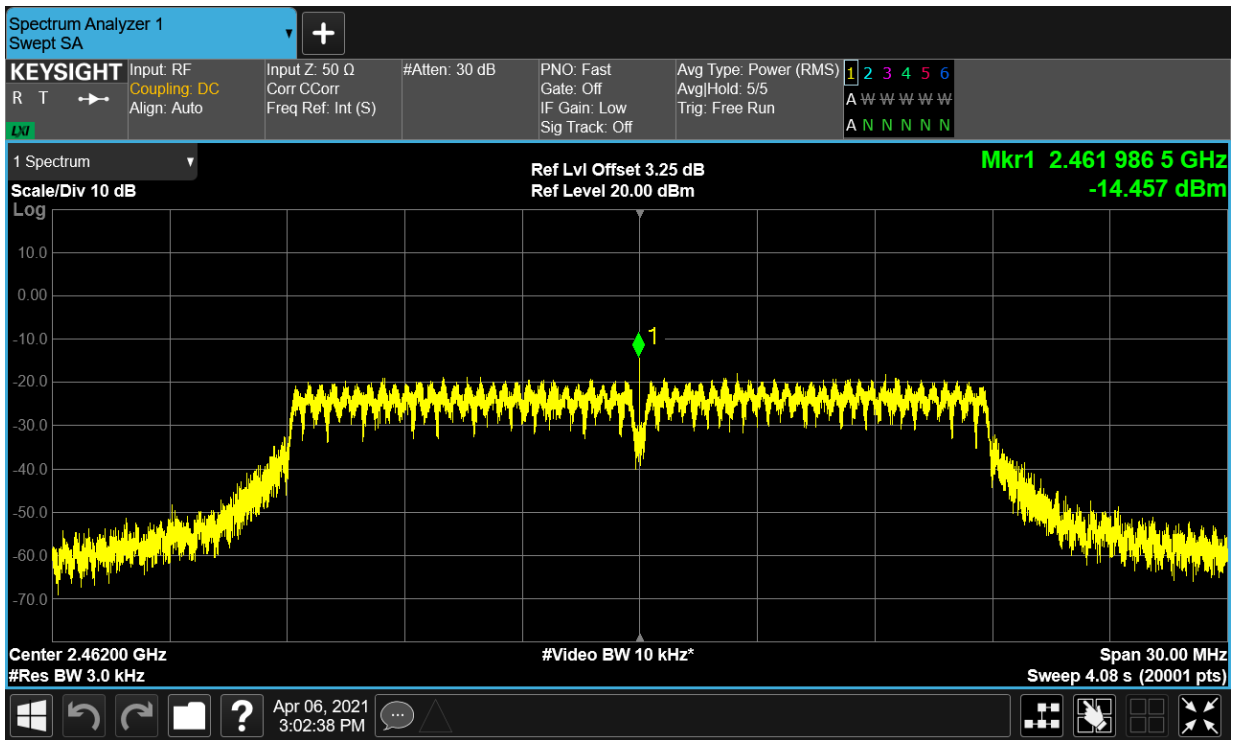 Spectrum Analyzer 1
Swept SA
+
KEYSIGHT
R T
LXI
Input: RF
Coupling: DC
Align: Auto
Input Z: 50 Ω
Corr CCorr
Freq Ref: Int (S)
#Atten: 30 dB
PNO: Fast
Gate: Off
IF Gain: Low
Sig Track: Off
Avg Type: Power (RMS)
Avg|Hold: 5/5
Trig: Free Run
1 2 3 4 5 6
A W W W W W
A N N N N N
1 Spectrum
Scale/Div 10 dB
Log
Ref Lvl Offset 3.25 dB
Ref Level 20.00 dBm
Mkr1 2.461 986 5 GHz
-14.457 dBm
10.0
0.00
-10.0
-20.0
-30.0
-40.0
-50.0
-60.0
-70.0
1
Center 2.46200 GHz
#Res BW 3.0 kHz
#Video BW 10 kHz*
Span 30.00 MHz
Sweep 4.08 s (20001 pts)
?
Apr 06, 2021
3:02:38 PM